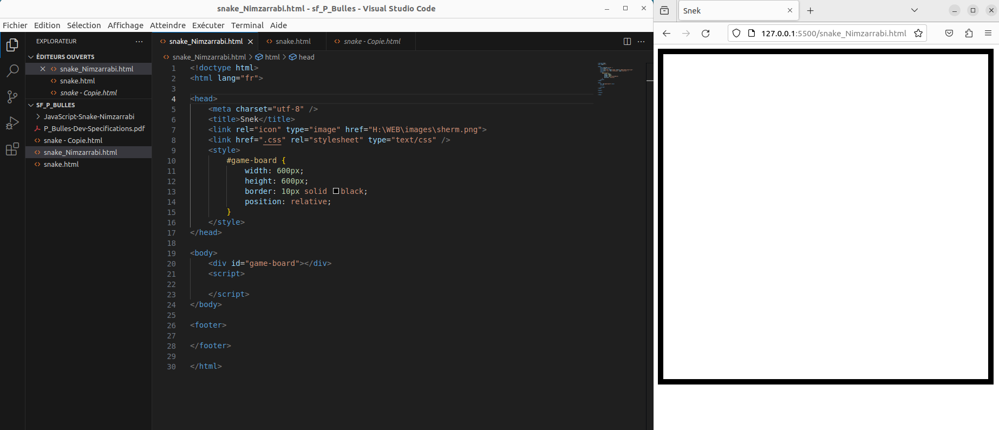 snake_Nimzarrabi.html - sf_P_Bulles - Visual Studio Code
Fichier Edition Sélection Affichage Atteindre Exécuter Terminal Aide
EXPLORATEUR
ÉDITEURS OUVERTS
snake_Nimzarrabi.html
snake.html
snake - Copie.html
SF_P_BULLES
JavaScript-Snake-Nimzarrabi
P_Bulles-Dev-Specifications.pdf
snake - Copie.html
snake_Nimzarrabi.html
snake.html
snake_Nimzarrabi.html snake.html snake - Copie.html
snake_Nimzarrabi.html > html > head
1 <!doctype html>
2 <html lang="fr">
3
4 <head>
5 <meta charset="utf-8" />
6 <title>Snek</title>
7 <link rel="icon" type="image" href="H:\WEB\images\sherm.png">
8 <link href=".css" rel="stylesheet" type="text/css" />
9 <style>
10 #game-board {
11 width: 600px;
12 height: 600px;
13 border: 10px solid black;
14 position: relative;
15 }
16 </style>
17 </head>
18
19 <body>
20 <div id="game-board"></div>
21 <script>
22
23 </script>
24 </body>
25
26 <footer>
27
28 </footer>
29
30 </html>
Snek
127.0.0.1:5500/snake_Nimzarrabi.html